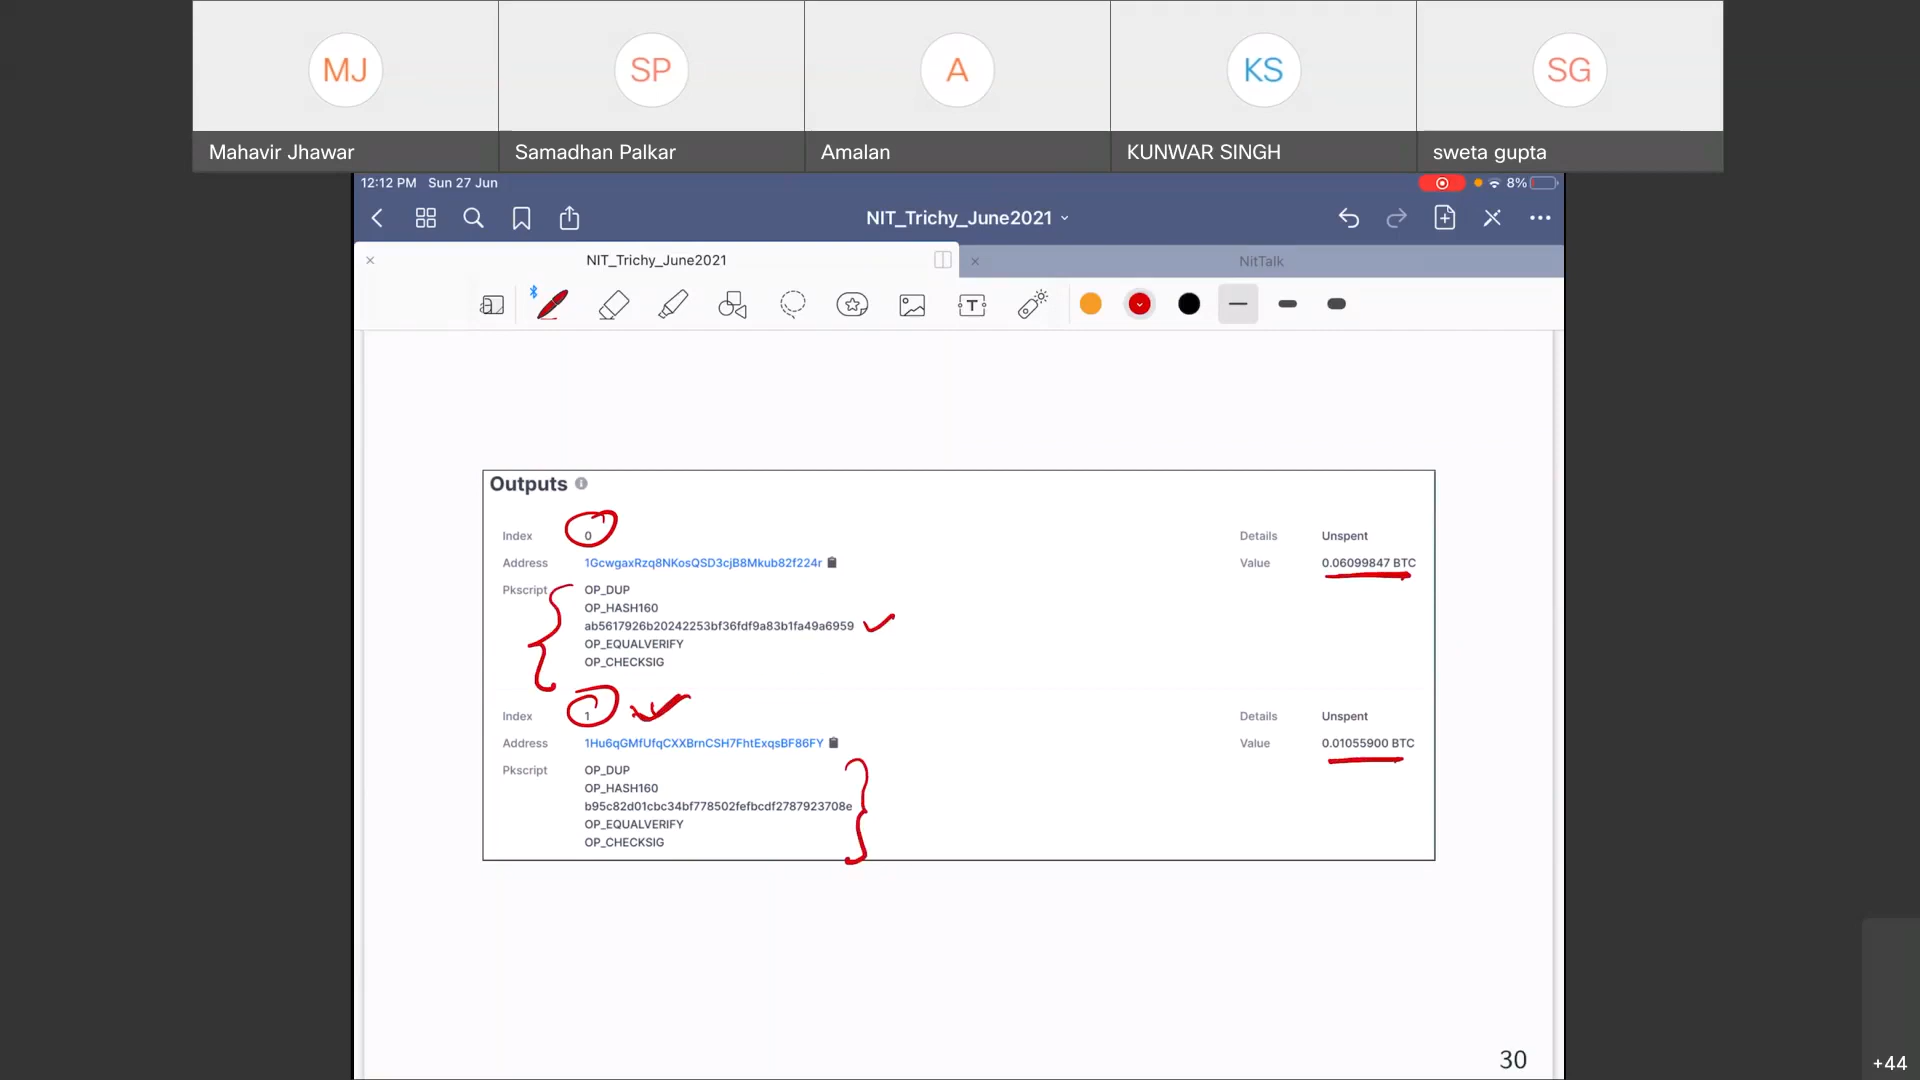 MJ
SP
A
KS
SG
Mahavir Jhawar
Samadhan Palkar
Amalan
KUNWAR SINGH
sweta gupta
12:12 PM Sun 27 Jun
8%
NIT_Trichy_June2021
NIT_Trichy_June2021
NitTalk
Outputs
Index 0 Details Unspent
Address 1GcwgaxRzq8NKosQSD3cjB8Mkub82f224r Value 0.06099847 BTC
Pkscript OP_DUP
OP_HASH160
ab5617926b20242253bf36fdf9a83b1fa49a6959
OP_EQUALVERIFY
OP_CHECKSIG
Index 1 Details Unspent
Address 1Hu6qGMfUfqCXXBrnCSH7FhtExqsBF86FY Value 0.01055900 BTC
Pkscript OP_DUP
OP_HASH160
b95c82d01cbc34bf778502fefbcdf2787923708e
OP_EQUALVERIFY
OP_CHECKSIG
30
+44